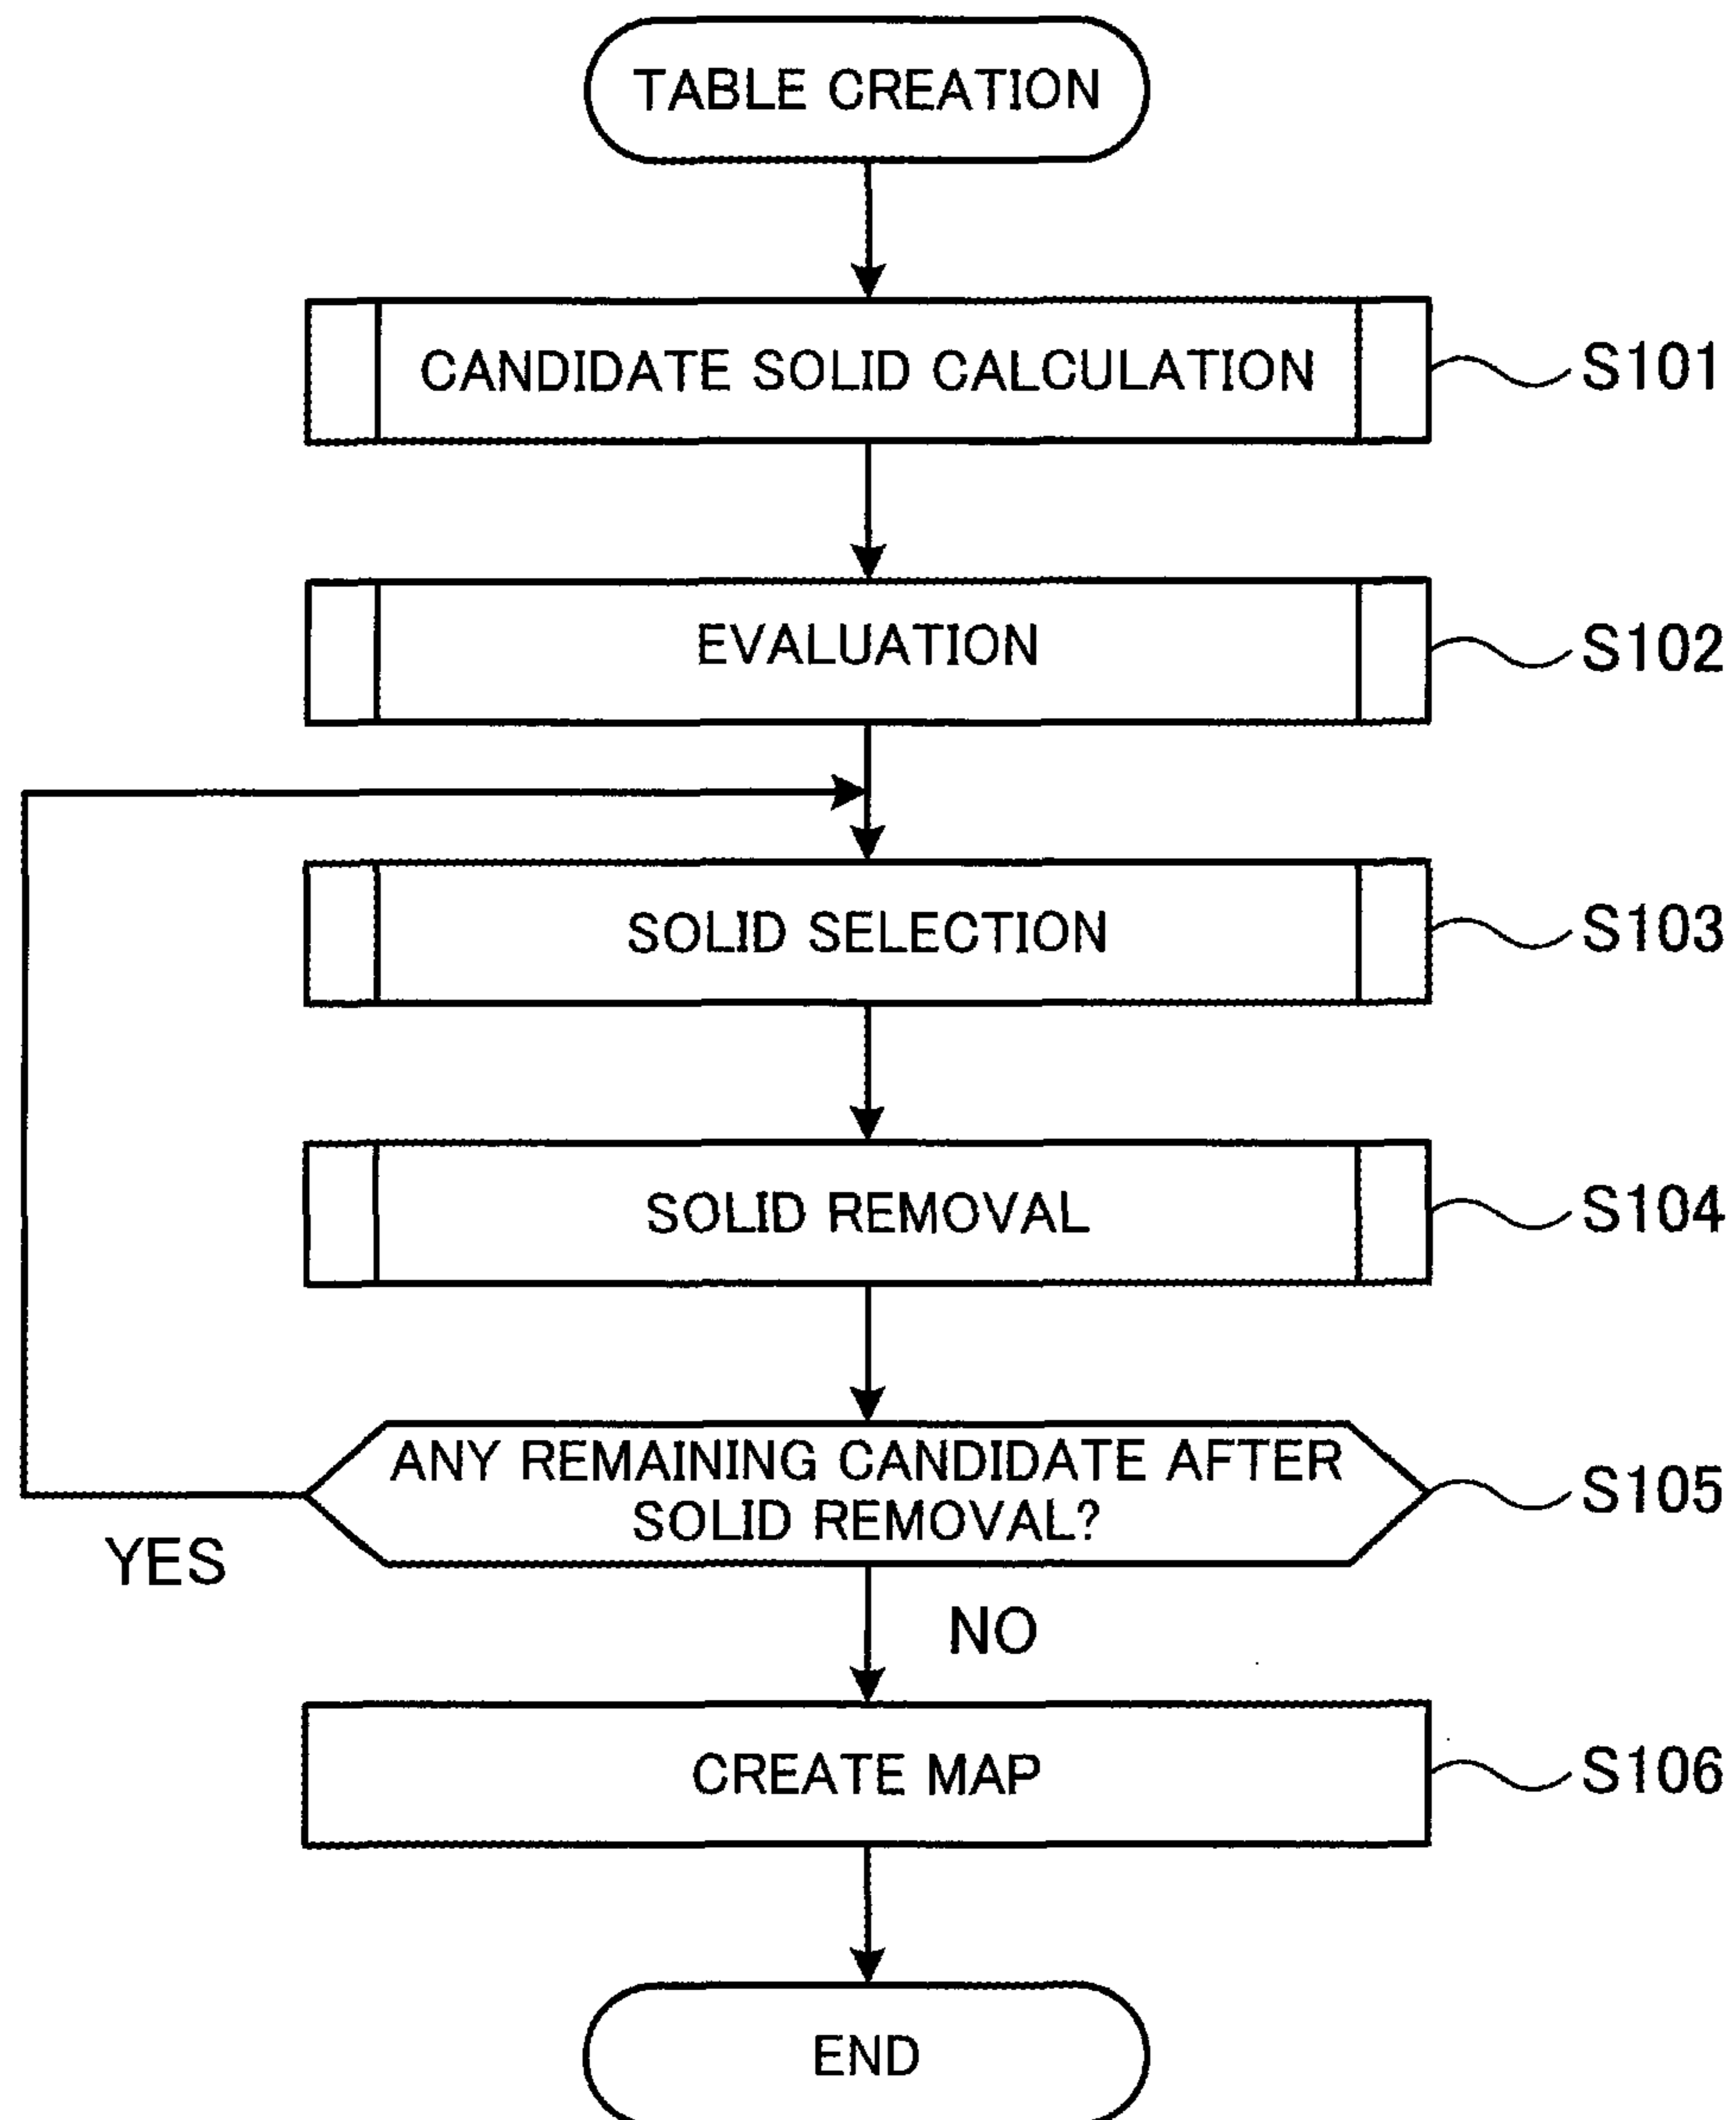 TABLE CREATION
CANDIDATE SOLID CALCULATION
S101
EVALUATION
S102
SOLID SELECTION
S103
SOLID REMOVAL
S104
ANY REMAINING CANDIDATE AFTER
SOLID REMOVAL?
S105
YES
NO
CREATE MAP
S106
END